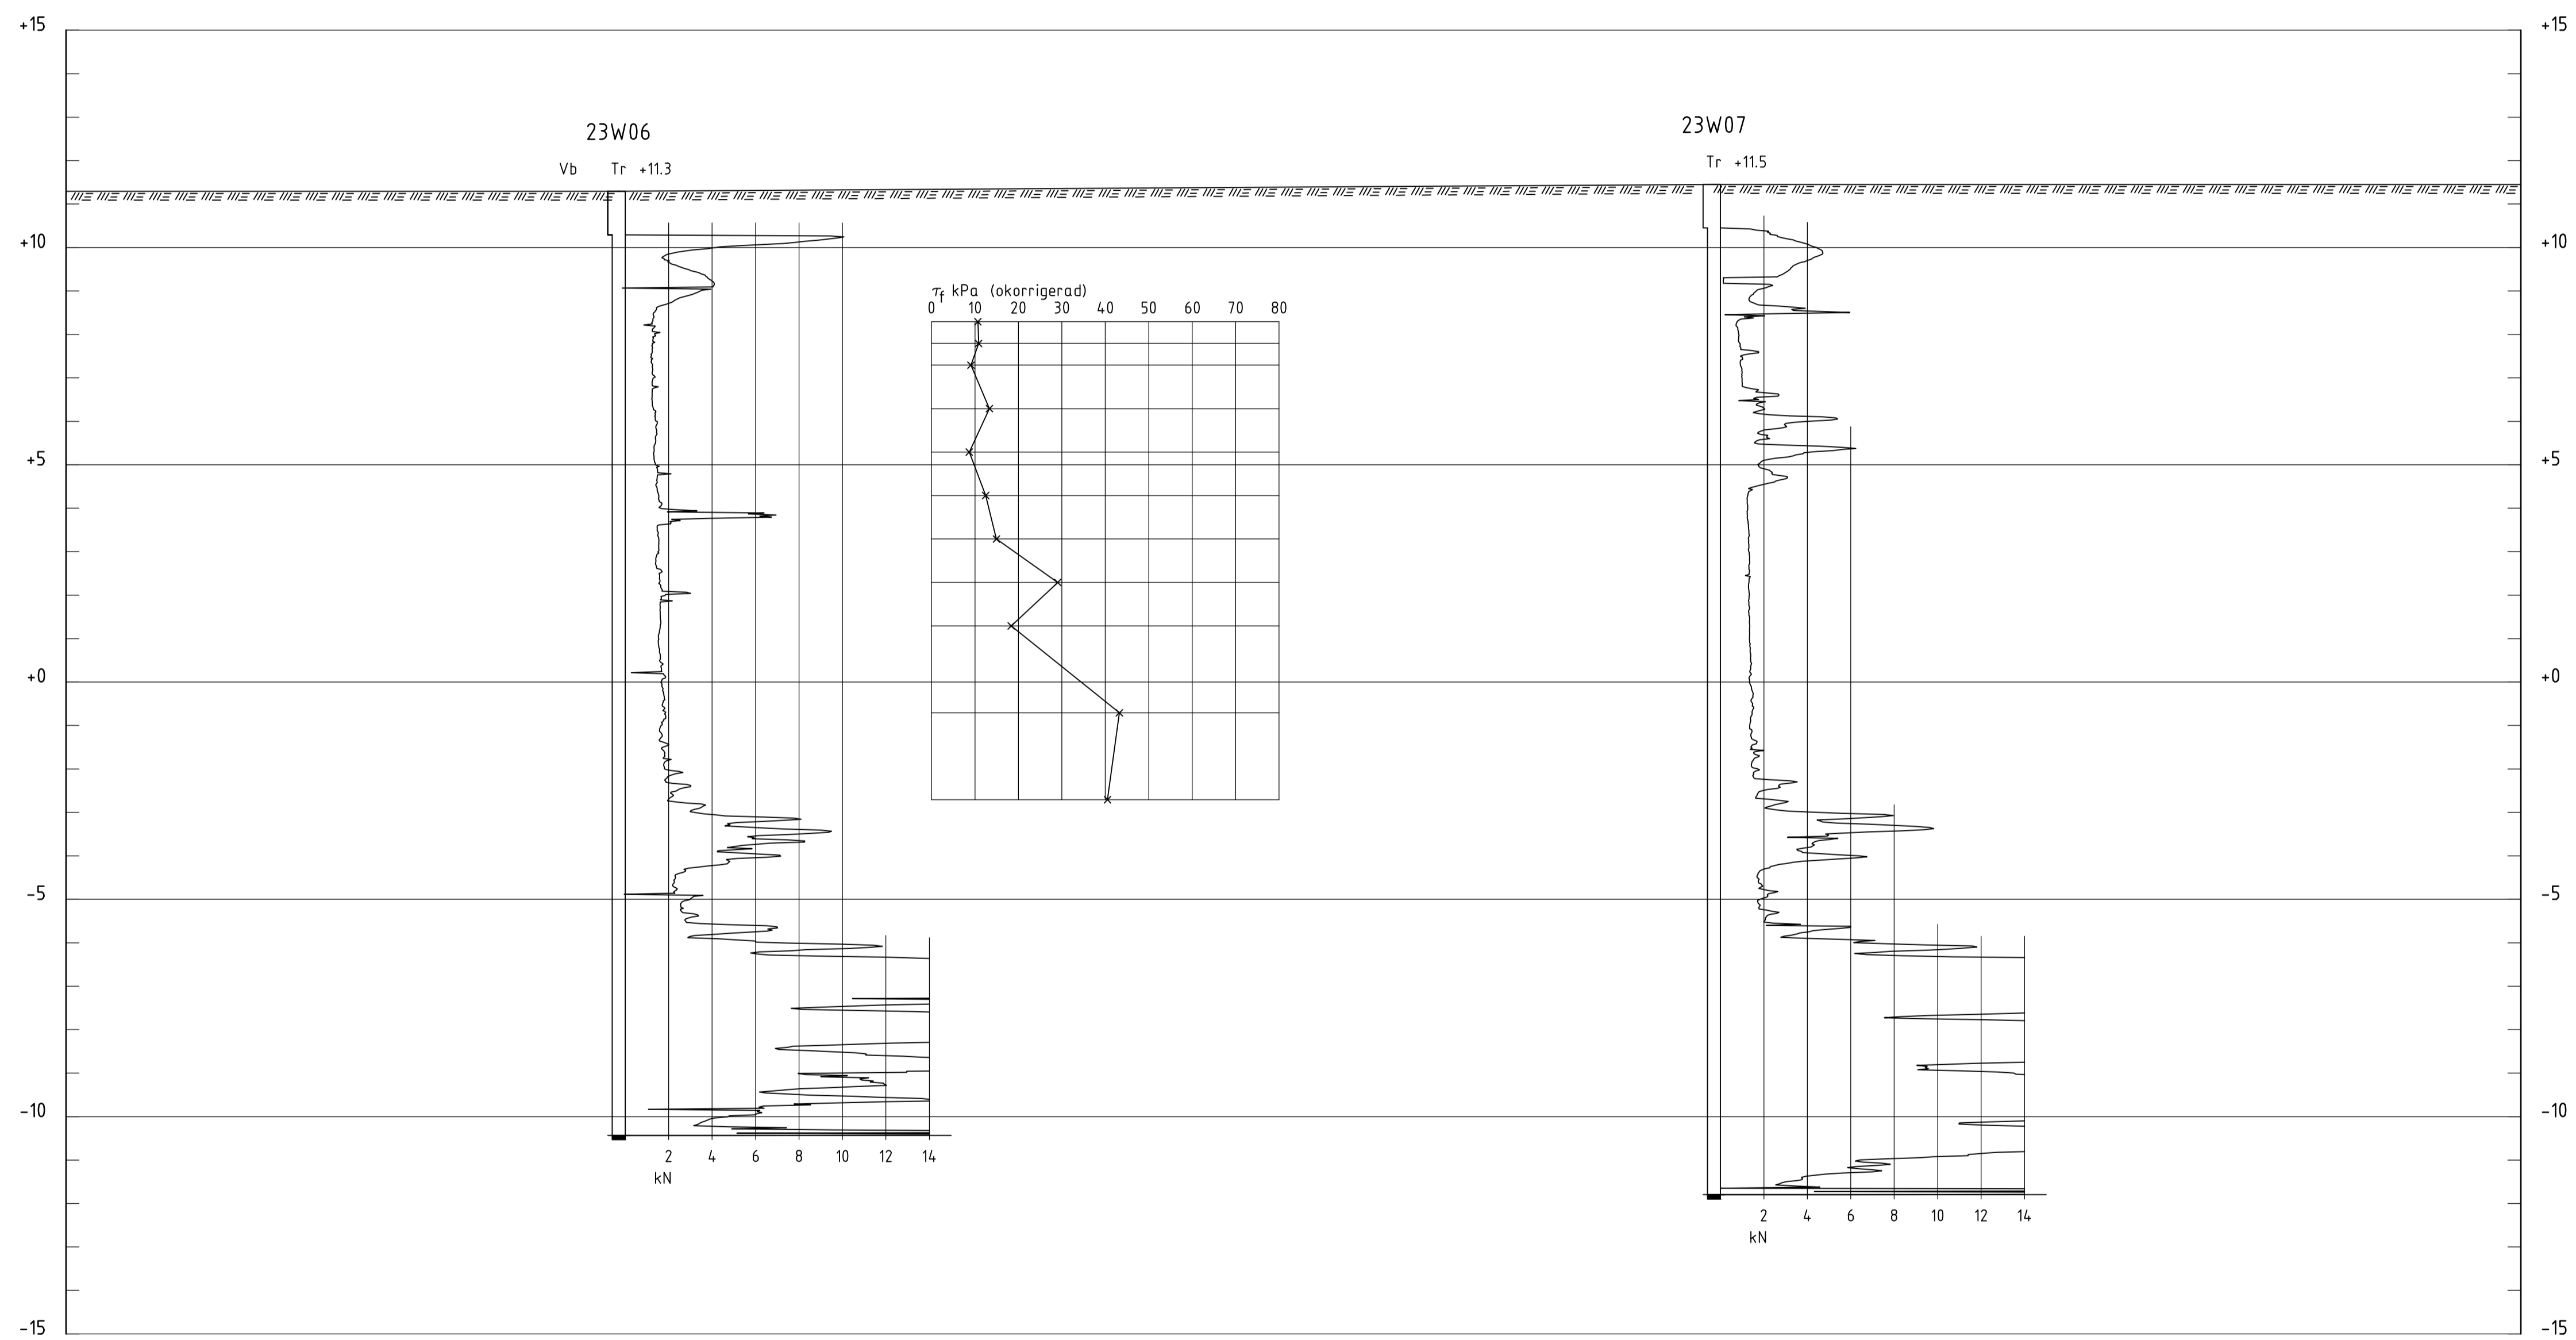 +15 +15
23W06 23W07
Vb Tr +11.3 Tr +11.5
+10 +10
τf kPa (okorrigerad)
0 10 20 30 40 50 60 70 80
+5 +5
+0 +0
-5 -5
-10 -10
2 4 6 8 10 12 14
kN
2 4 6 8 10 12 14
kN
-15 -15